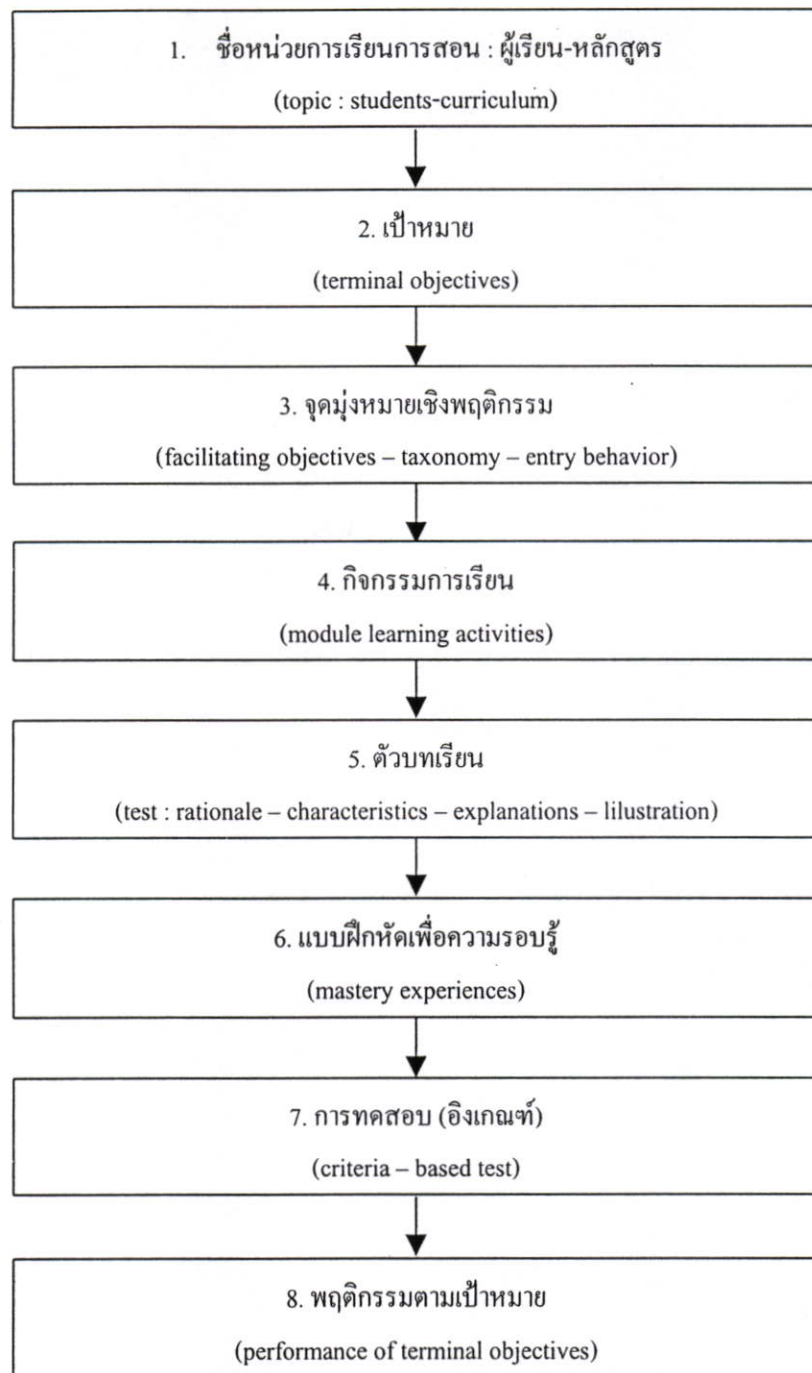 1. ชื่อหน่วยการเรียนการสอน : ผู้เรียน-หลักสูตร
(topic : students-curriculum)
2. เป้าหมาย
(terminal objectives)
3. จุดมุ่งหมายเชิงพฤติกรรม
(facilitating objectives – taxonomy – entry behavior)
4. กิจกรรมการเรียน
(module learning activities)
5. ตัวบทเรียน
(test : rationale – characteristics – explanations – lilustration)
6. แบบฝึกหัดเพื่อความรอบรู้
(mastery experiences)
7. การทดสอบ (อิงเกณฑ์)
(criteria – based test)
8. พฤติกรรมตามเป้าหมาย
(performance of terminal objectives)